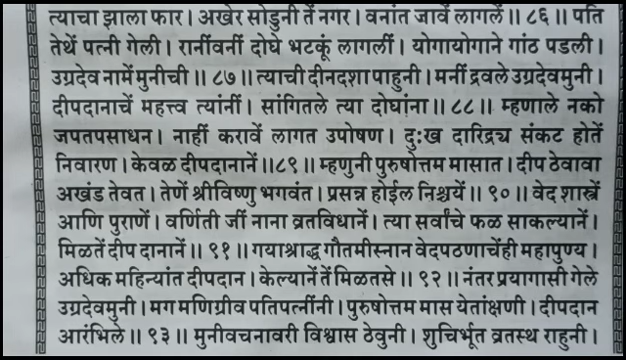 त्याचा झाला फार । अखेर सोडुनी तें नगर । वनांत जावें लागलें ॥ ८६ ॥ पति
तेथें पत्नी गेली । रानींवनीं दोघे भटकूं लागलीं । योगायोगाने गांठ पडली ।
उग्रदेव नामें मुनीची ॥ ८७ ॥ त्याची दीनदशा पाहुनी । मनीं द्रवले उग्रदेवमुनी ।
दीपदानाचें महत्त्व त्यांनीं । सांगितले त्या दोघांना ॥ ८८ ॥ म्हणाले नको
जपतपसाधन । नाहीं करावें लागत उपोषण । दुःख दारिद्र्य संकट होतें
निवारण । केवळ दीपदानानें ॥८९ ॥ म्हणुनी पुरुषोत्तम मासात । दीप ठेवावा
अखंड तेवत । तेणें श्रीविष्णु भगवंत । प्रसन्न होईल निश्चयें ॥ ९० ॥ वेद शास्त्रें
आणि पुराणें । वर्णिती जीं नाना व्रतविधानें । त्या सर्वांचे फळ साकल्यानें ।
मिळतें दीप दानानें ॥ ९१ ॥ गयाश्राद्ध गौतमीस्नान वेदपठणाचेंही महापुण्य ।
अधिक महिन्यांत दीपदान । केल्यानें तें मिळतसे ॥ ९२ ॥ नंतर प्रयागासी गेले
उग्रदेवमुनी । मग मणिग्रीव पतिपत्नींनी । पुरुषोत्तम मास येतांक्षणी । दीपदान
आरंभिले ॥ ९३ ॥ मुनीवचनावरी विश्वास ठेवुनी । शुचिर्भूत व्रतस्थ राहुनी ।